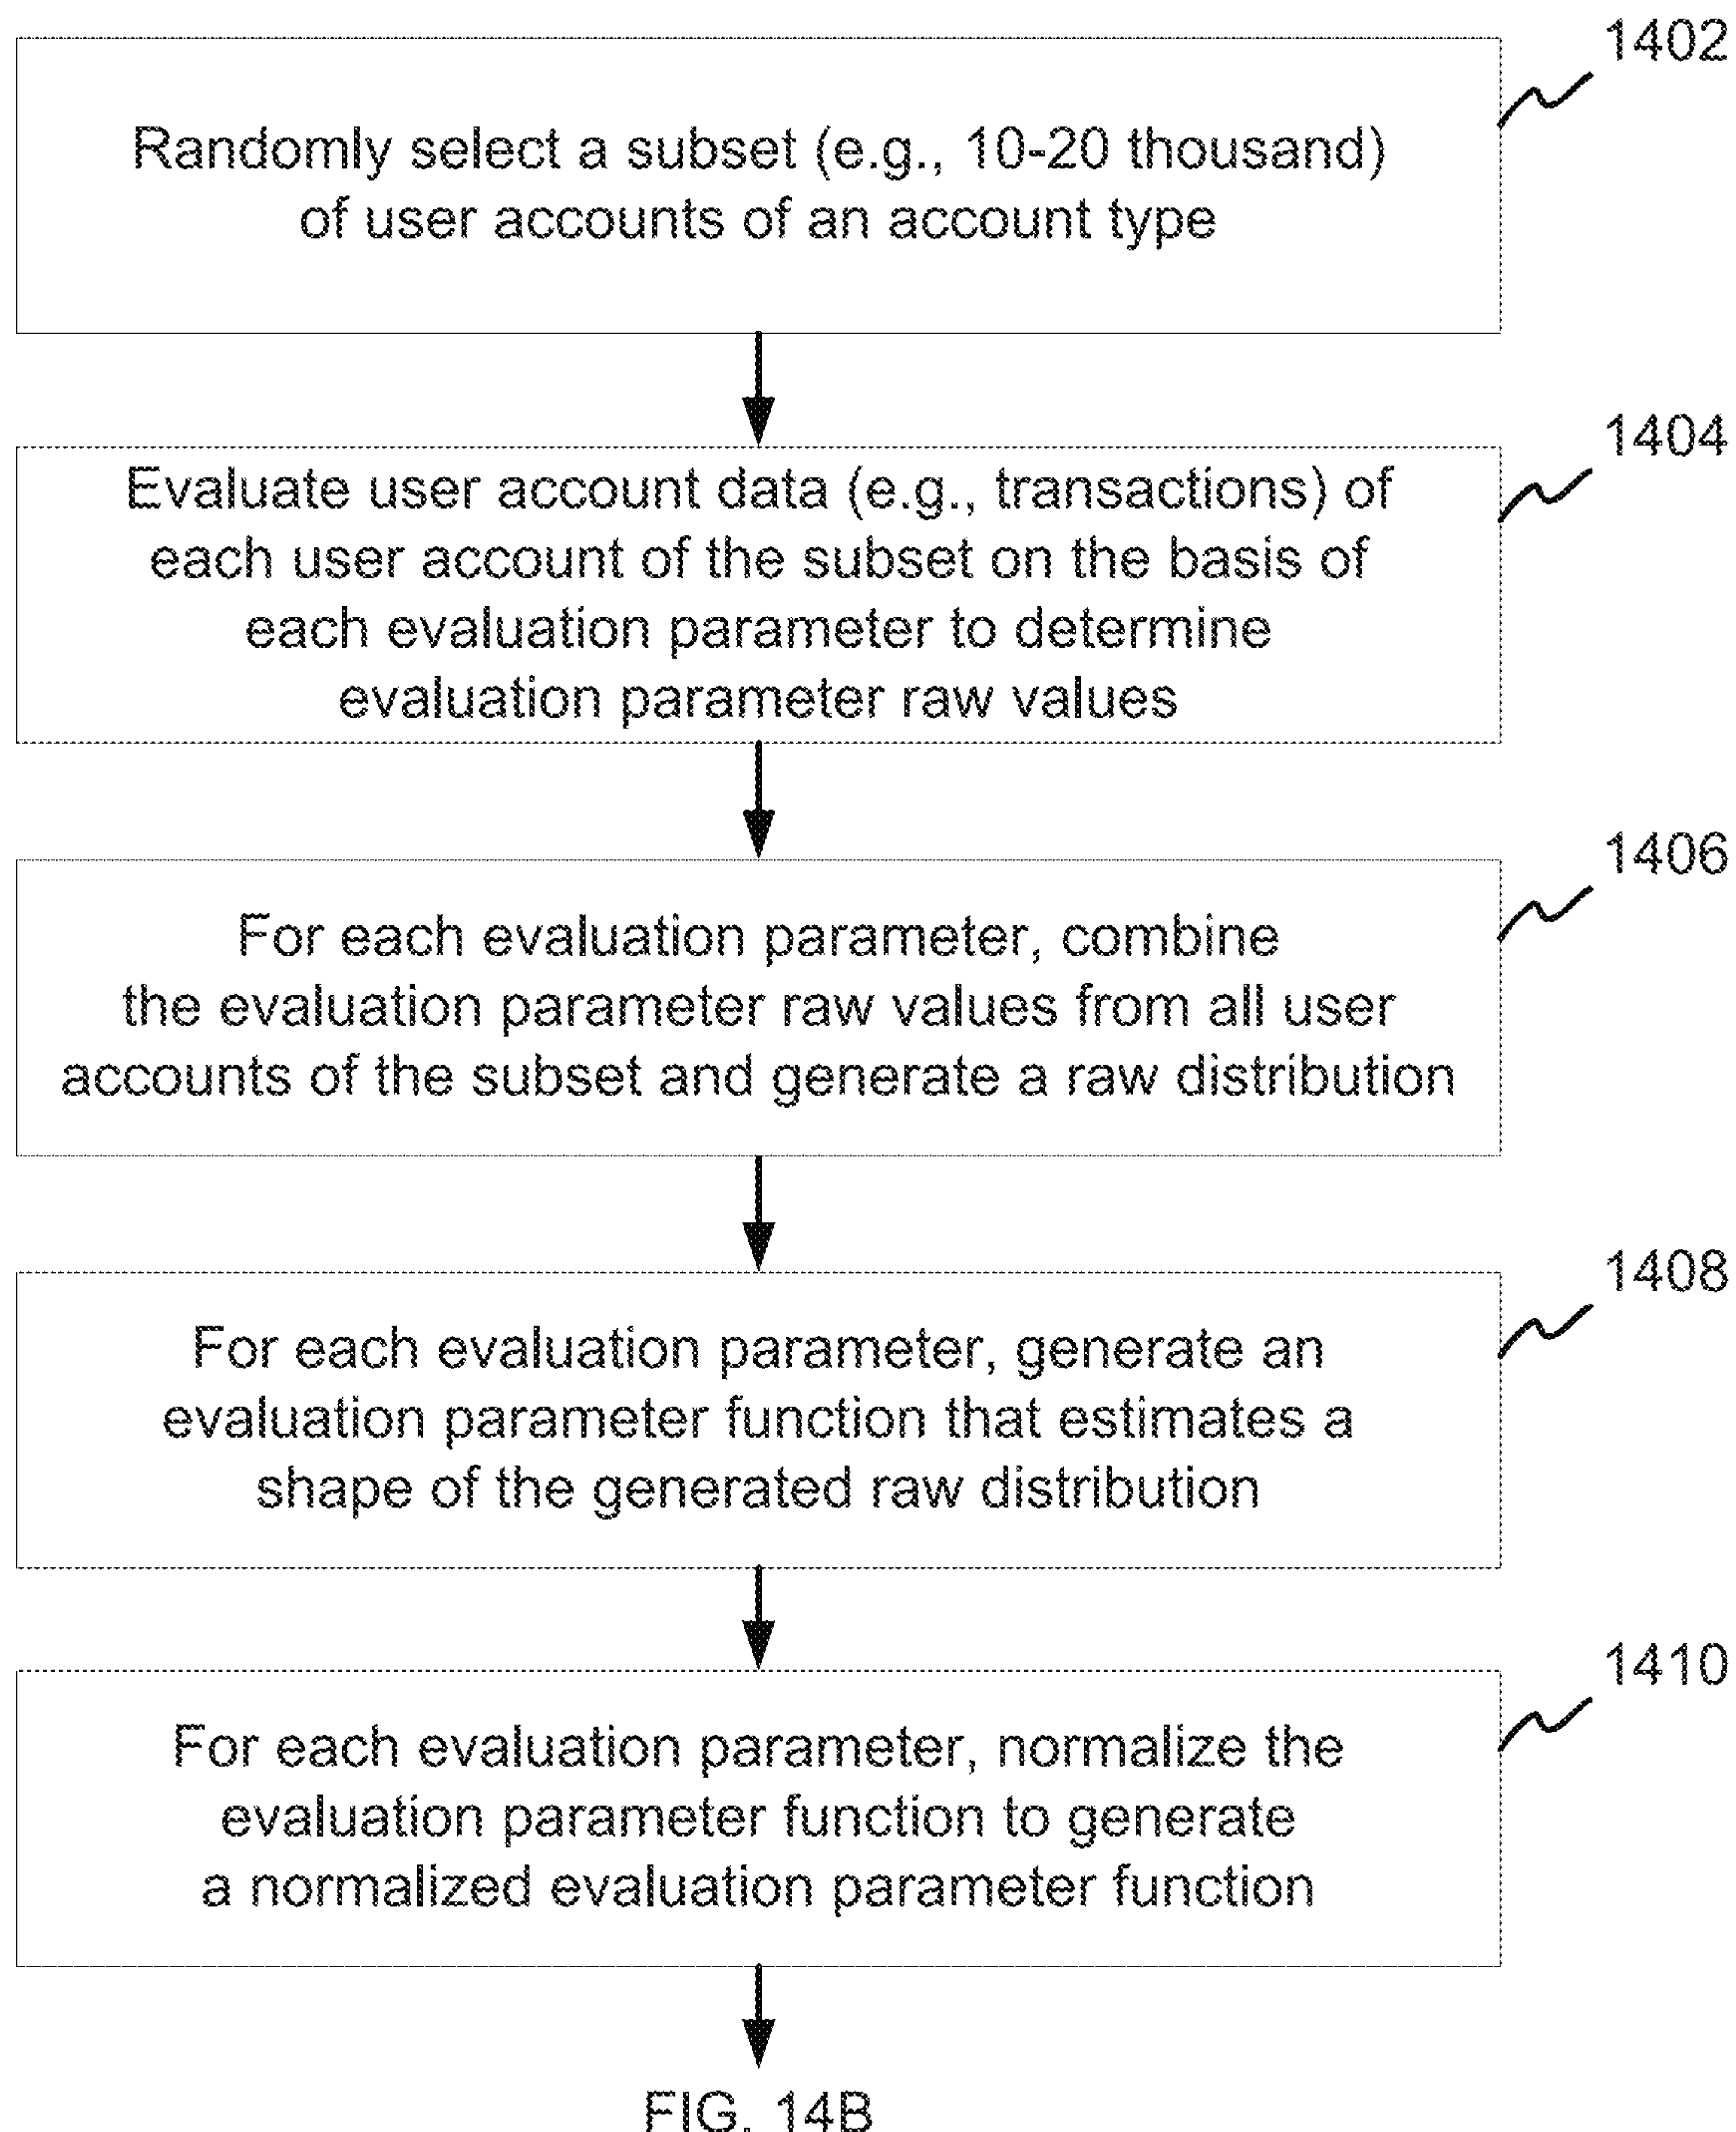 1402
Randomly select a subset (e.g., 10-20 thousand)
of user accounts of an account type
1404
Evaluate user account data (e.g., transactions) of
each user account of the subset on the basis of
each evaluation parameter to determine
evaluation parameter raw values
1406
For each evaluation parameter, combine
the evaluation parameter raw values from all user
accounts of the subset and generate a raw distribution
1408
For each evaluation parameter, generate an
evaluation parameter function that estimates a
shape of the generated raw distribution
1410
For each evaluation parameter, normalize the
evaluation parameter function to generate
a normalized evaluation parameter function
FIG. 14B